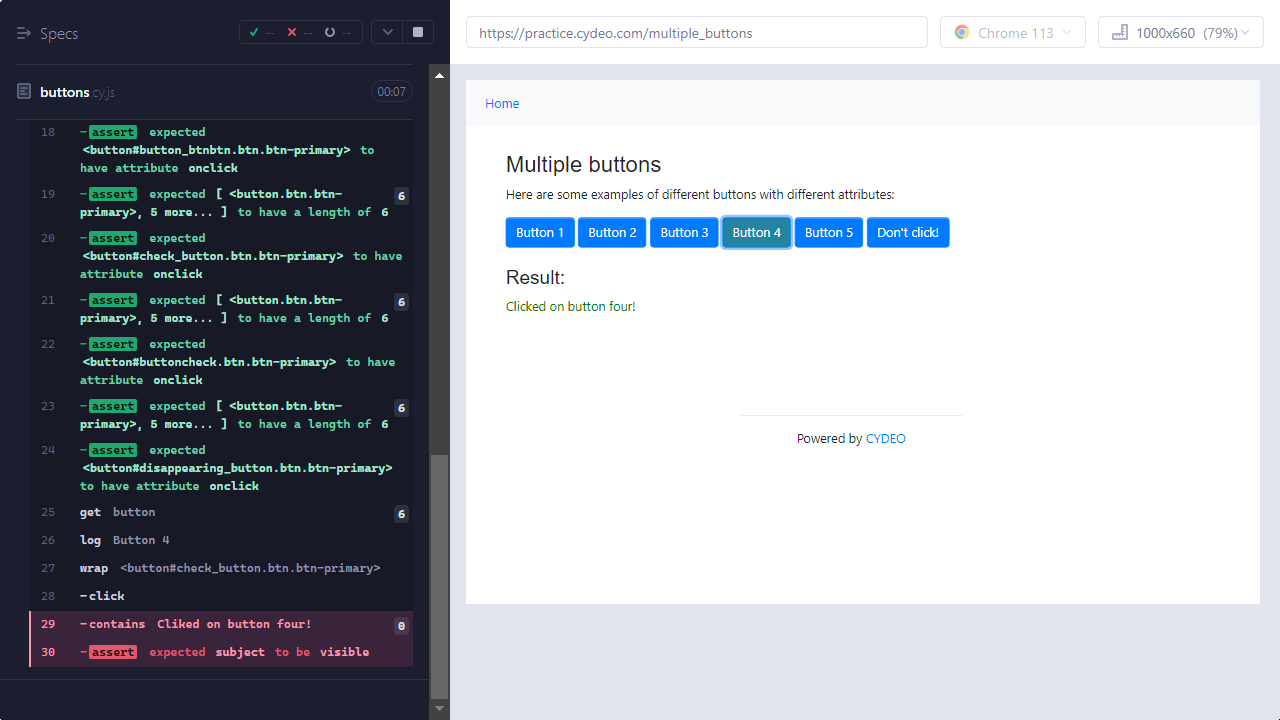 Specs
-- -- --
buttons.cy.js 00:07
18 -assert expected
<button#button_btnbtn.btn.btn-primary> to
have attribute onclick
19 -assert expected [ <button.btn.btn- 6
primary>, 5 more... ] to have a length of 6
20 -assert expected
<button#check_button.btn.btn-primary> to have
attribute onclick
21 -assert expected [ <button.btn.btn- 6
primary>, 5 more... ] to have a length of 6
22 -assert expected
<button#buttoncheck.btn.btn-primary> to have
attribute onclick
23 -assert expected [ <button.btn.btn- 6
primary>, 5 more... ] to have a length of 6
24 -assert expected
<button#disappearing_button.btn.btn-primary>
to have attribute onclick
25 get button 6
26 log Button 4
27 wrap <button#check_button.btn.btn-primary>
28 -click
29 -contains Cliked on button four! 0
30 -assert expected subject to be visible
https://practice.cydeo.com/multiple_buttons
Chrome 113
1000x660 (79%)
Home
Multiple buttons
Here are some examples of different buttons with different attributes:
Button 1 Button 2 Button 3 Button 4 Button 5 Don't click!
Result:
Clicked on button four!
Powered by CYDEO